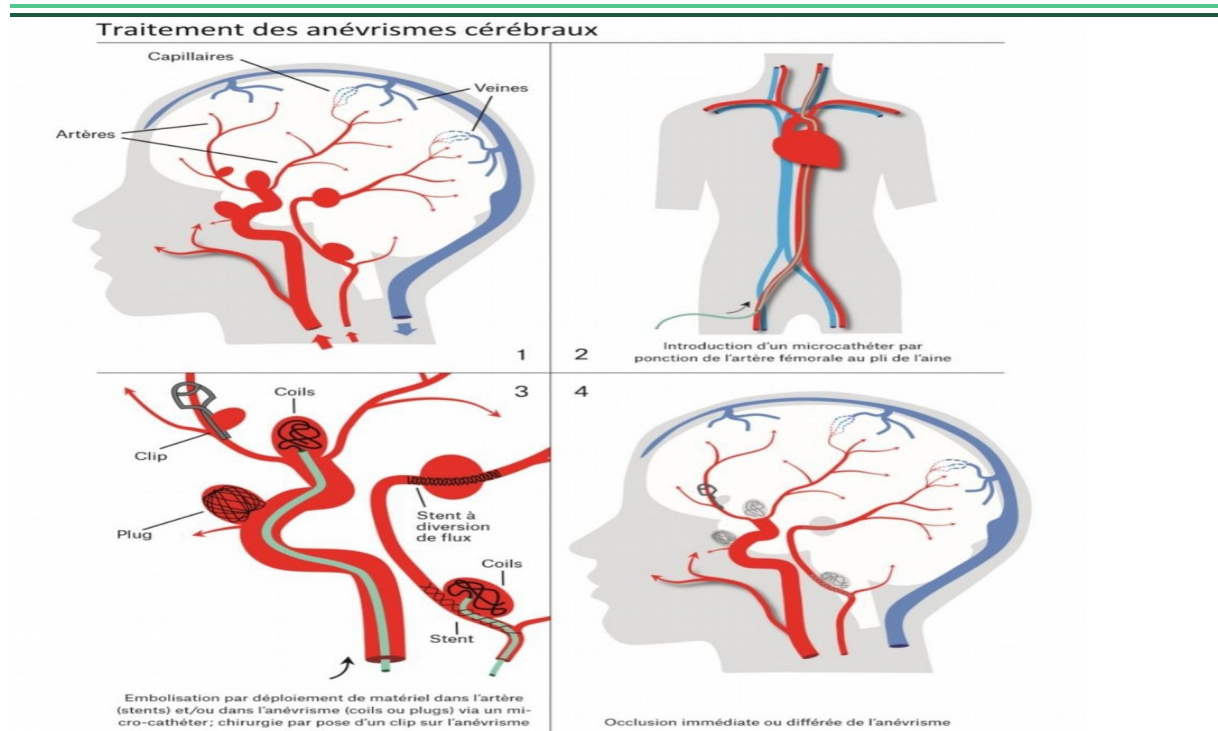 Traitement des anévrismes cérébraux
Capillaires
Veines
Artères
1
2
Introduction d'un microcathéter par
ponction de l'artère fémorale au pli de l'aine
3
Coils
Clip
Plug
Stent à
diversion
de flux
Coils
Stent
Embolisation par déploiement de matériel dans l'artère
(stents) et/ou dans l'anévrisme (coils ou plugs) via un mi-
cro-cathéter; chirurgie par pose d'un clip sur l'anévrisme
4
Occlusion immédiate ou différée de l'anévrisme